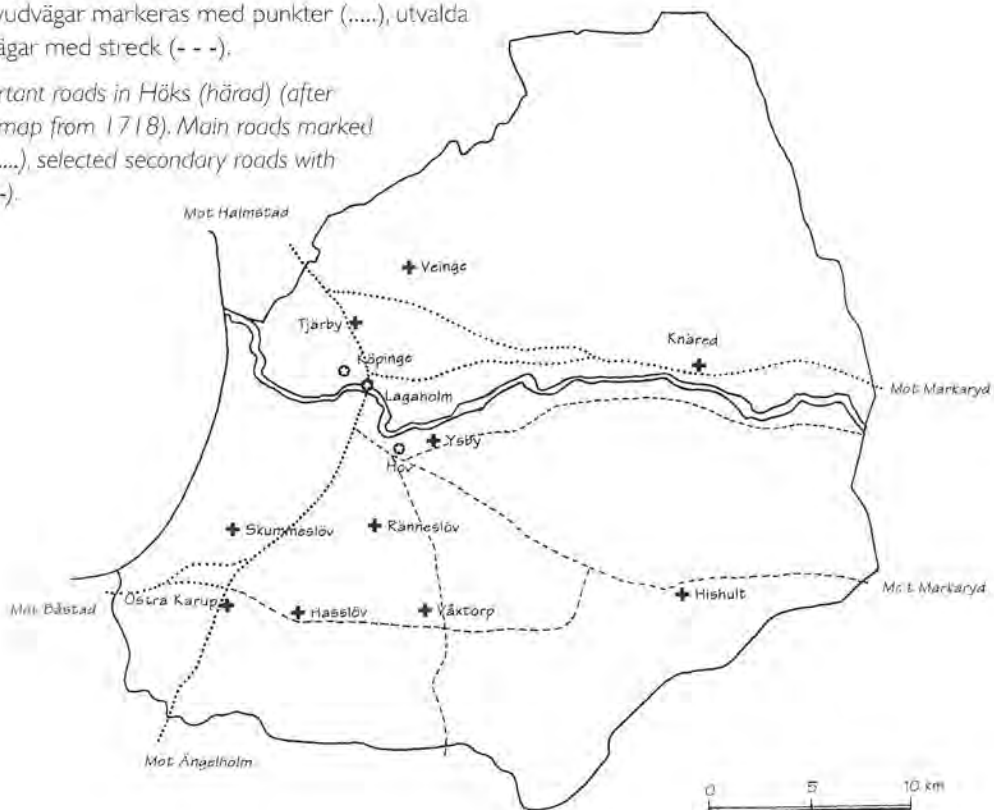 vudvägar markeras med punkter (.....), utvalda
ägar med streck (- - -).
rtant roads in Höks (härad) (after
map from 1718). Main roads marked
....), selected secondary roads with
-).
Mot Halmstad
Veinge
Tjärby
Knäred
Köpinge
Lagaholm
Mot Markaryd
Ysby
Hov
Skummeslöv
Ränneslöv
Mot Båstad
Östra Karup
Hasslöv
Våxtorp
Hishult
Mot Markaryd
Mot Ängelholm
0 5 10 km